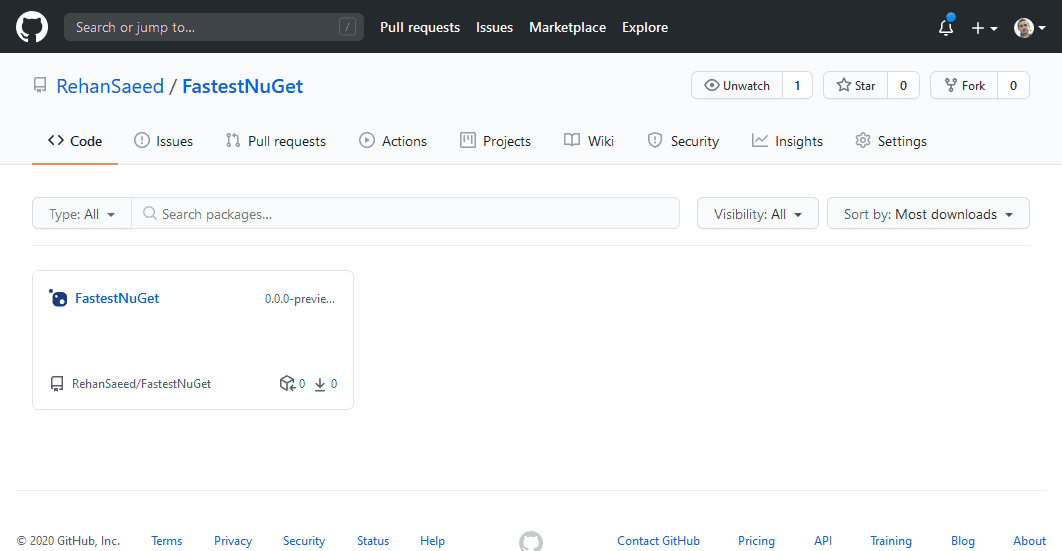 Search or jump to... / Pull requests Issues Marketplace Explore
RehanSaeed / FastestNuGet Unwatch 1 Star 0 Fork 0
Code Issues Pull requests Actions Projects Wiki Security Insights Settings
Type: All Search packages... Visibility: All Sort by: Most downloads
FastestNuGet 0.0.0-previe...
RehanSaeed/FastestNuGet 0 0
© 2020 GitHub, Inc. Terms Privacy Security Status Help Contact GitHub Pricing API Training Blog About